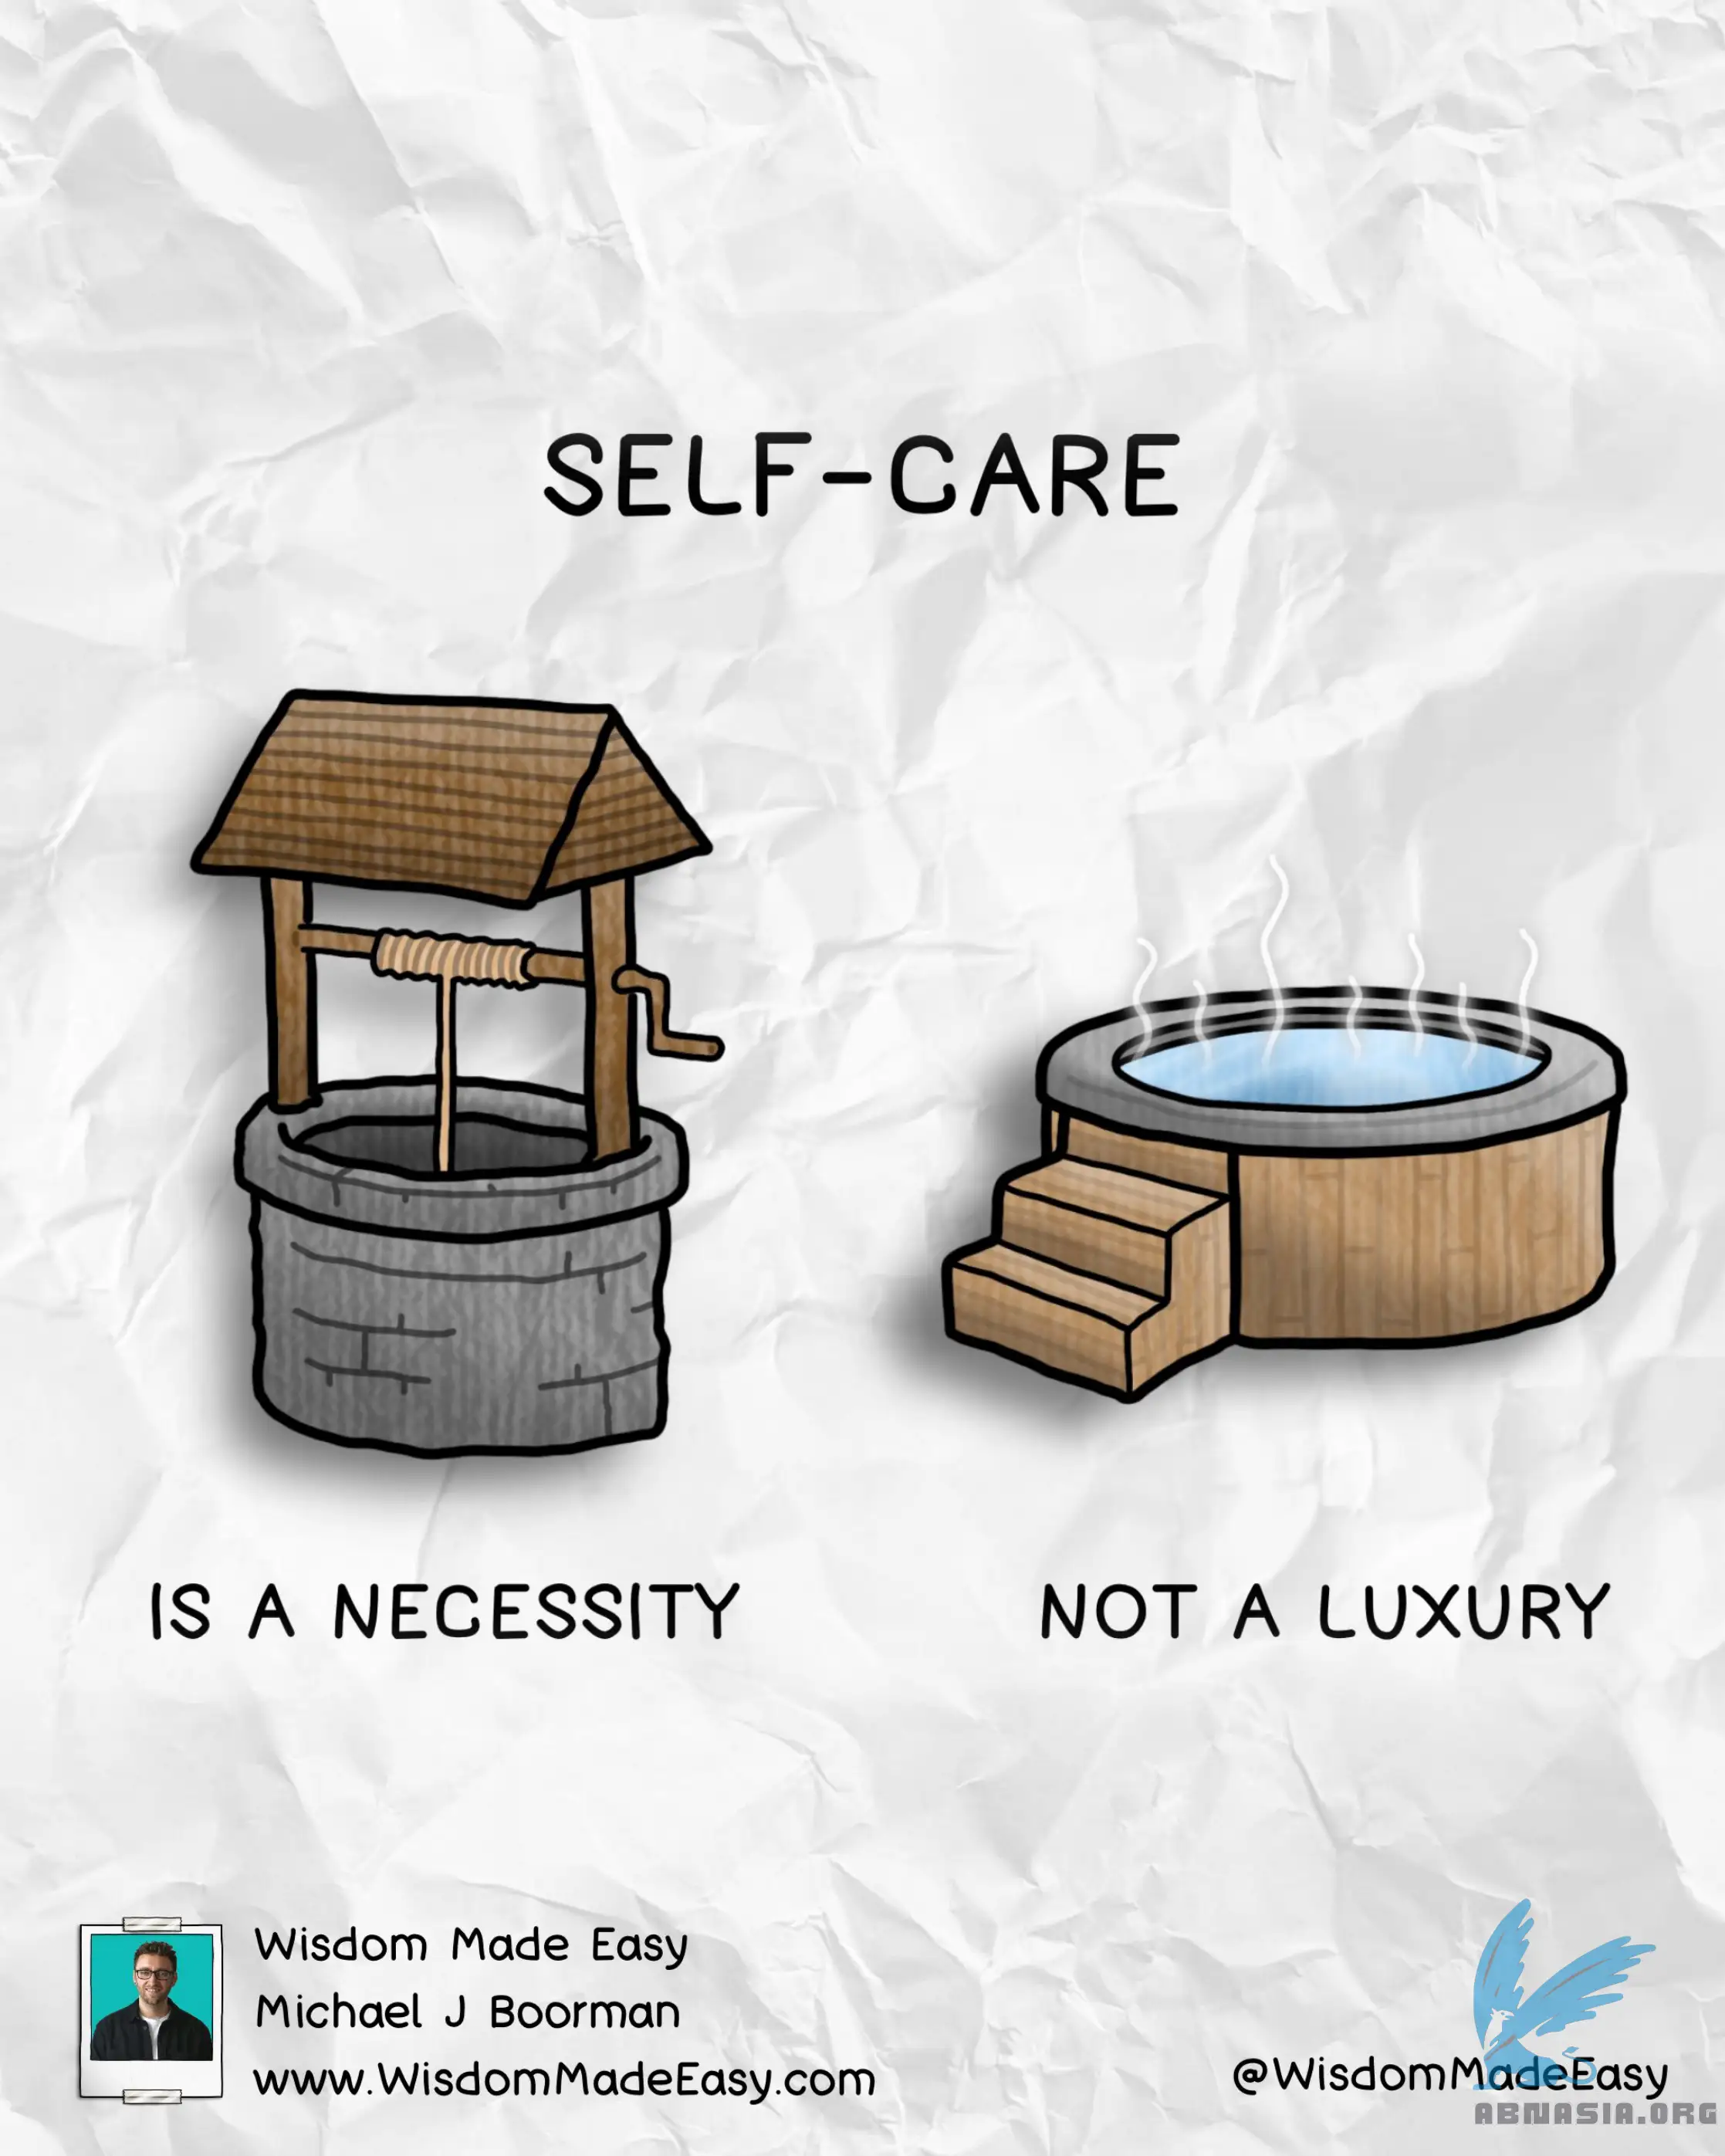 SELF-CARE
IS A NECESSITY
NOT A LUXURY
Wisdom Made Easy
Michael J Boorman
www.WisdomMadeEasy.com
@WisdomMadeEasy
ABNASIA.ORG